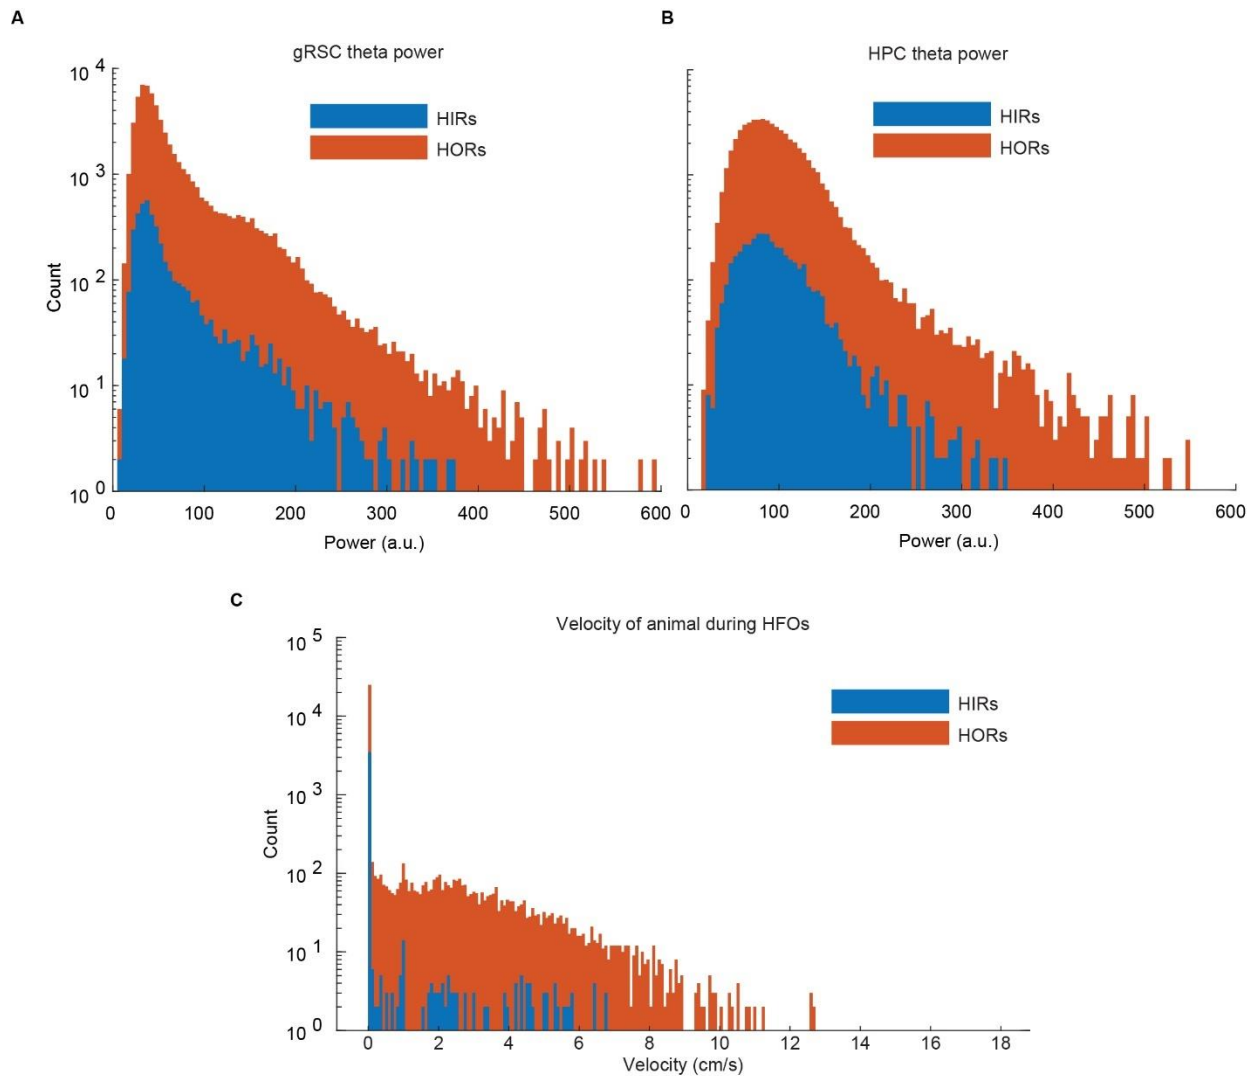 A
gRSC theta power
HIRs
HORs
10^4
10^3
10^2
10^1
10^0
Count
0 100 200 300 400 500 600
Power (a.u.)
B
HPC theta power
HIRs
HORs
0 100 200 300 400 500 600
Power (a.u.)
C
Velocity of animal during HFOs
HIRs
HORs
10^5
10^4
10^3
10^2
10^1
10^0
Count
0 2 4 6 8 10 12 14 16 18
Velocity (cm/s)